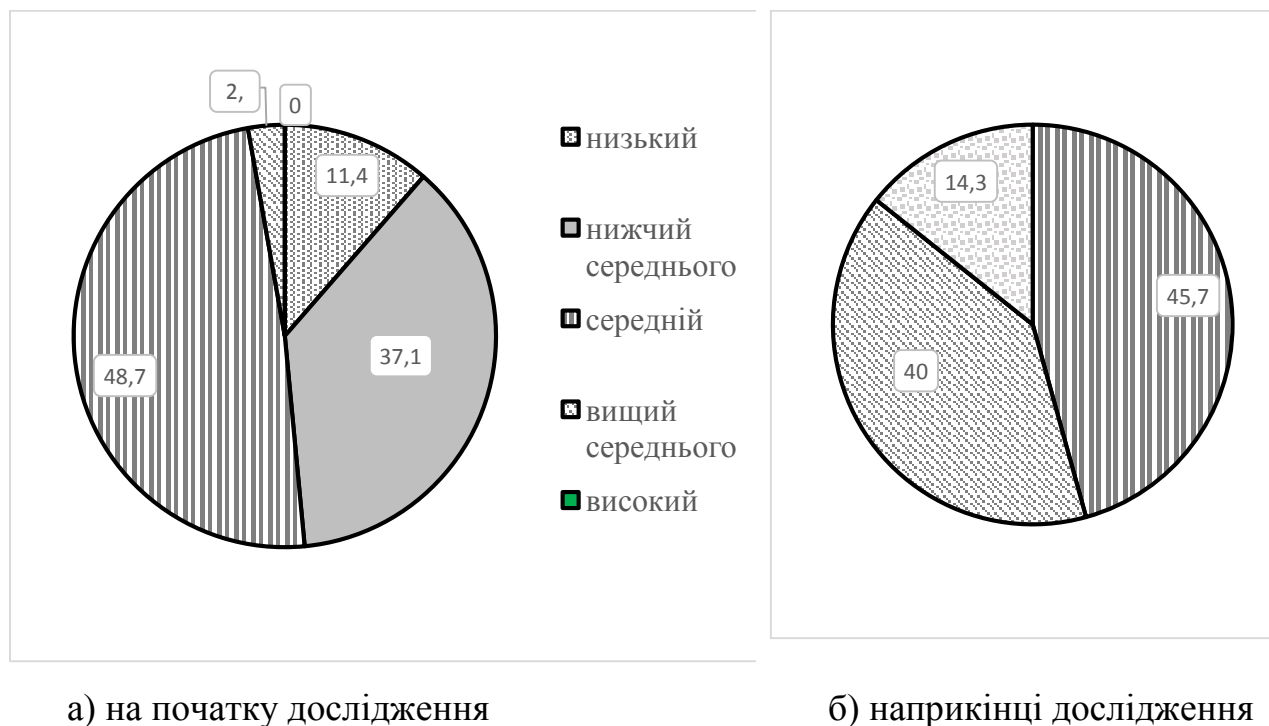 2,
0
11,4
37,1
48,7
низький
нижчий
середнього
середній
вищий
середнього
високий
14,3
45,7
40
а) на початку дослідження
б) наприкінці дослідження